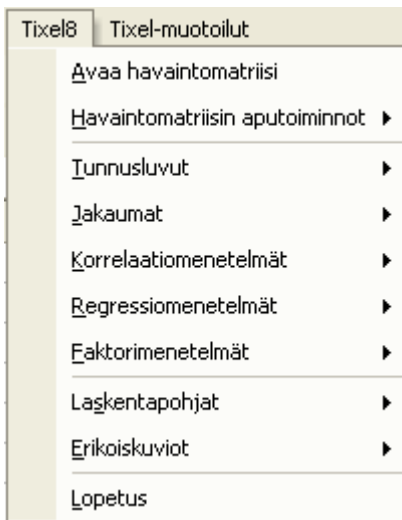 Tixel8 Tixel-muotoilut
Avaa havaintomatriisi
Havaintomatriisin aputoiminnot
Tunnusluvut
Jakaumat
Korrelaatiomenetelmät
Regressiomenetelmät
Faktorimenetelmät
Laskentapohjat
Erikoiskuviot
Lopetus